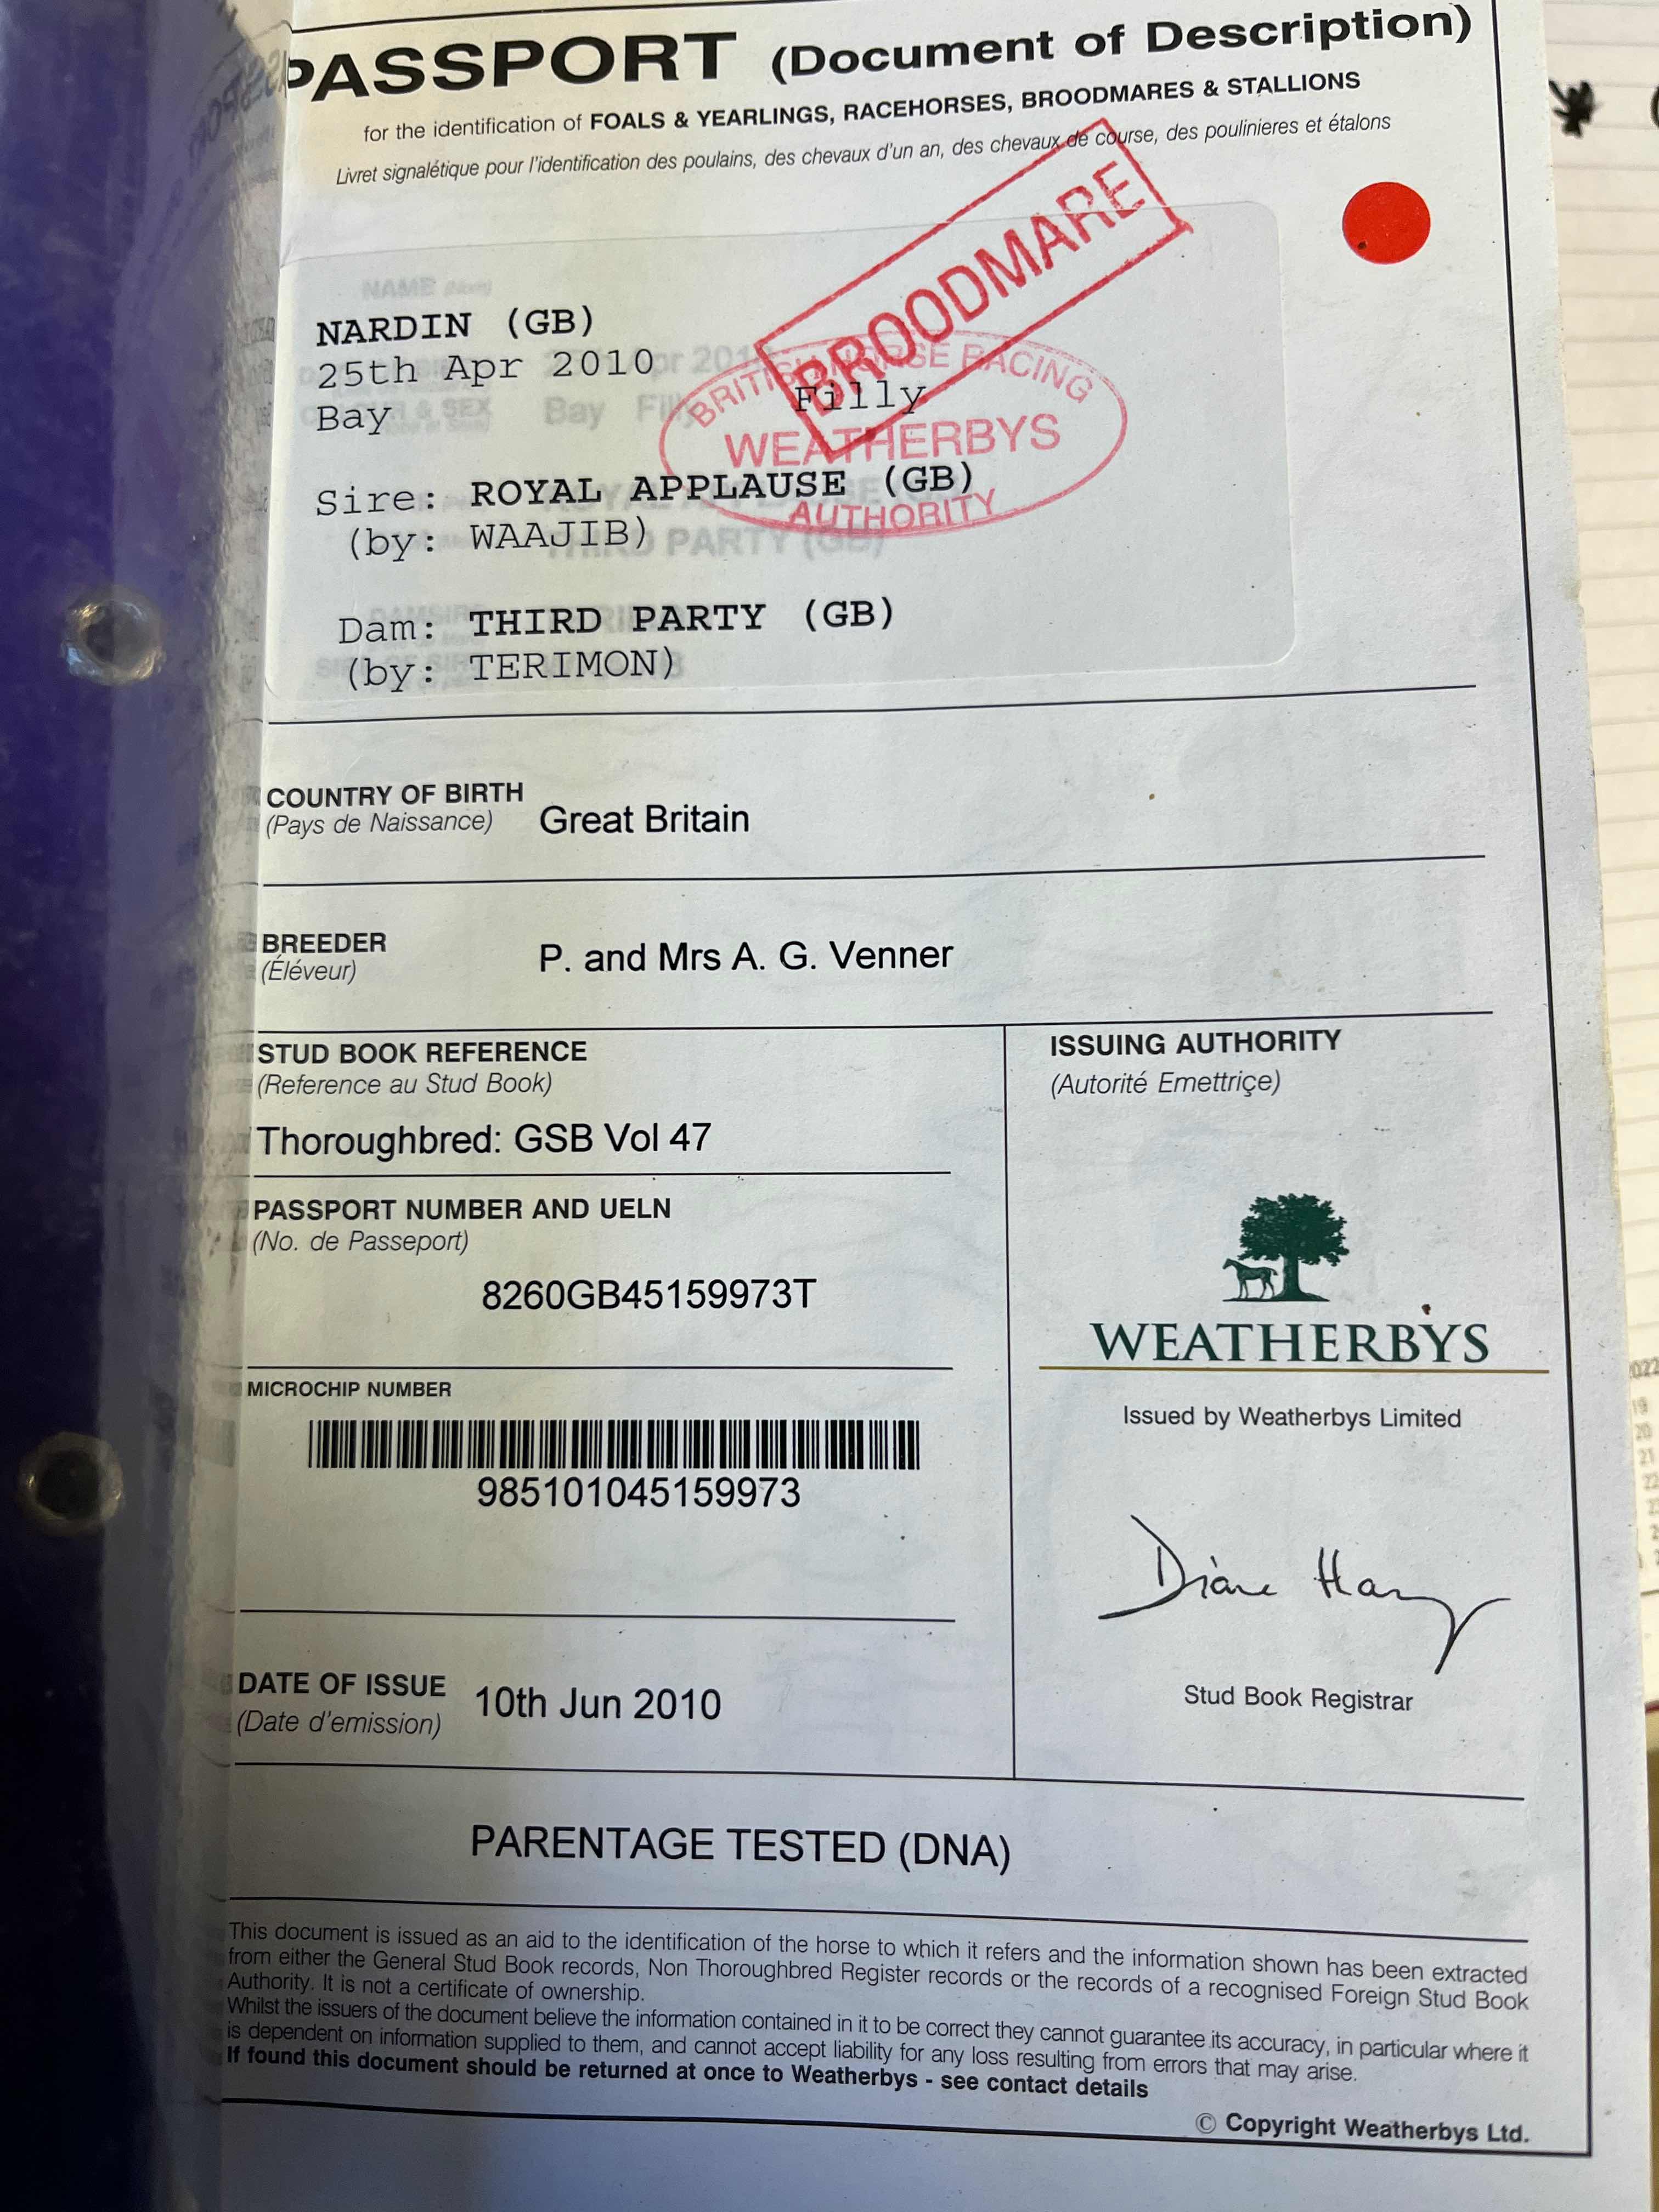 PASSPORT (Document of Description)
for the identification of FOALS & YEARLINGS, RACEHORSES, BROODMARES & STALLIONS
Livret signalétique pour l'identification des poulains, des chevaux d'un an, des chevaux de course, des poulinieres et étalons
BROODMARE
NAME
NARDIN (GB)
25th Apr 2010
Bay Filly
BRITISH HORSE RACING
WEATHERBYS
AUTHORITY
Sire: ROYAL APPLAUSE (GB)
(by: WAAJIB)
Dam: THIRD PARTY (GB)
(by: TERIMON)
COUNTRY OF BIRTH
(Pays de Naissance)
Great Britain
BREEDER
(Éléveur)
P. and Mrs A. G. Venner
STUD BOOK REFERENCE
(Reference au Stud Book)
Thoroughbred: GSB Vol 47
PASSPORT NUMBER AND UELN
(No. de Passeport)
8260GB45159973T
MICROCHIP NUMBER
985101045159973
DATE OF ISSUE
(Date d'emission)
10th Jun 2010
ISSUING AUTHORITY
(Autorité Emettriçe)
WEATHERBYS
Issued by Weatherbys Limited
Diane Harvey
Stud Book Registrar
PARENTAGE TESTED (DNA)
This document is issued as an aid to the identification of the horse to which it refers and the information shown has been extracted
from either the General Stud Book records, Non Thoroughbred Register records or the records of a recognised Foreign Stud Book
Authority. It is not a certificate of ownership.
Whilst the issuers of the document believe the information contained in it to be correct they cannot guarantee its accuracy, in particular where it
is dependent on information supplied to them, and cannot accept liability for any loss resulting from errors that may arise.
If found this document should be returned at once to Weatherbys - see contact details
© Copyright Weatherbys Ltd.